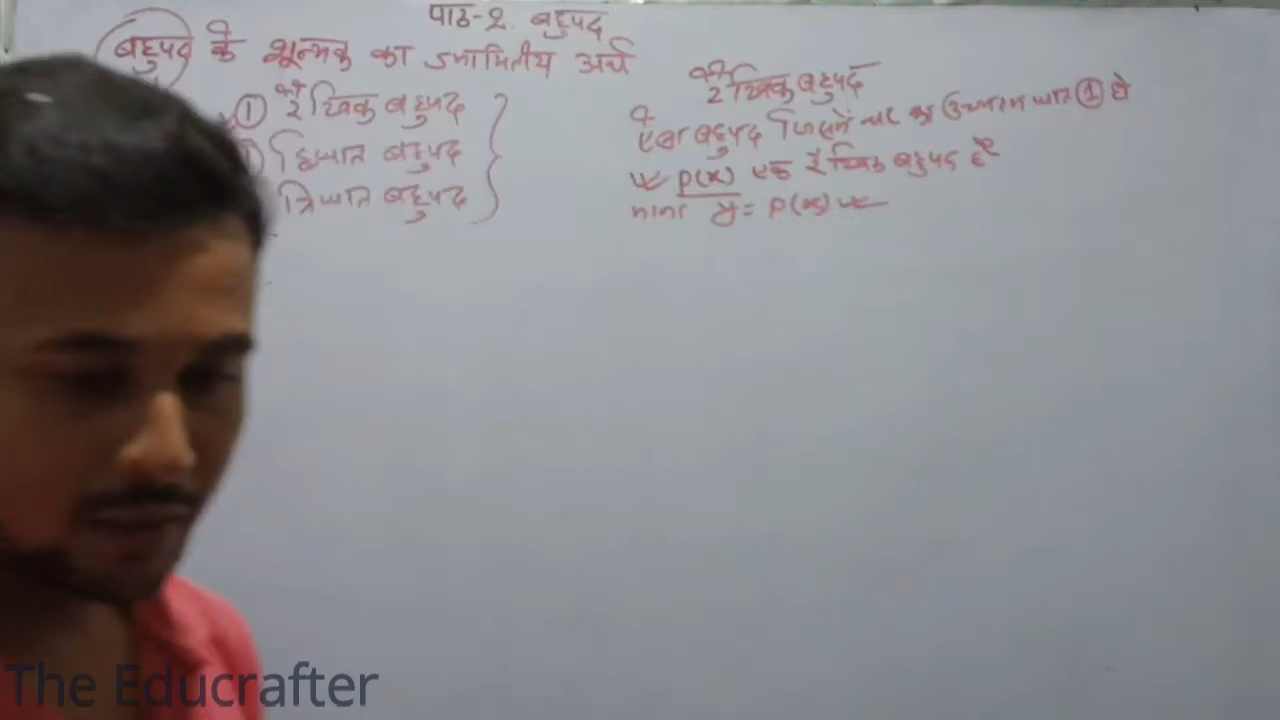 पाठ-2. बहुपद
बहुपद के शून्यक का ज्यामितीय अर्थ
① रैखिक बहुपद
द्विघात बहुपद
त्रिघात बहुपद
रैखिक बहुपद
ऐसा बहुपद जिसमें चर का उच्चतम घात ① हो
p(x) एक रैखिक बहुपद है
माना y = p(x)
The Educrafter